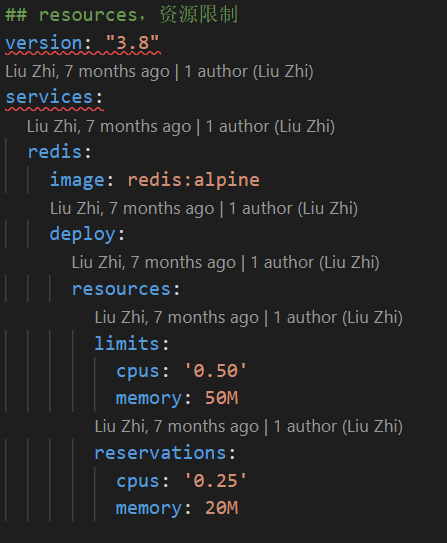 ## resources，资源限制
version: "3.8"
Liu Zhi, 7 months ago | 1 author (Liu Zhi)
services:
Liu Zhi, 7 months ago | 1 author (Liu Zhi)
redis:
image: redis:alpine
Liu Zhi, 7 months ago | 1 author (Liu Zhi)
deploy:
Liu Zhi, 7 months ago | 1 author (Liu Zhi)
resources:
Liu Zhi, 7 months ago | 1 author (Liu Zhi)
limits:
cpus: '0.50'
memory: 50M
Liu Zhi, 7 months ago | 1 author (Liu Zhi)
reservations:
cpus: '0.25'
memory: 20M